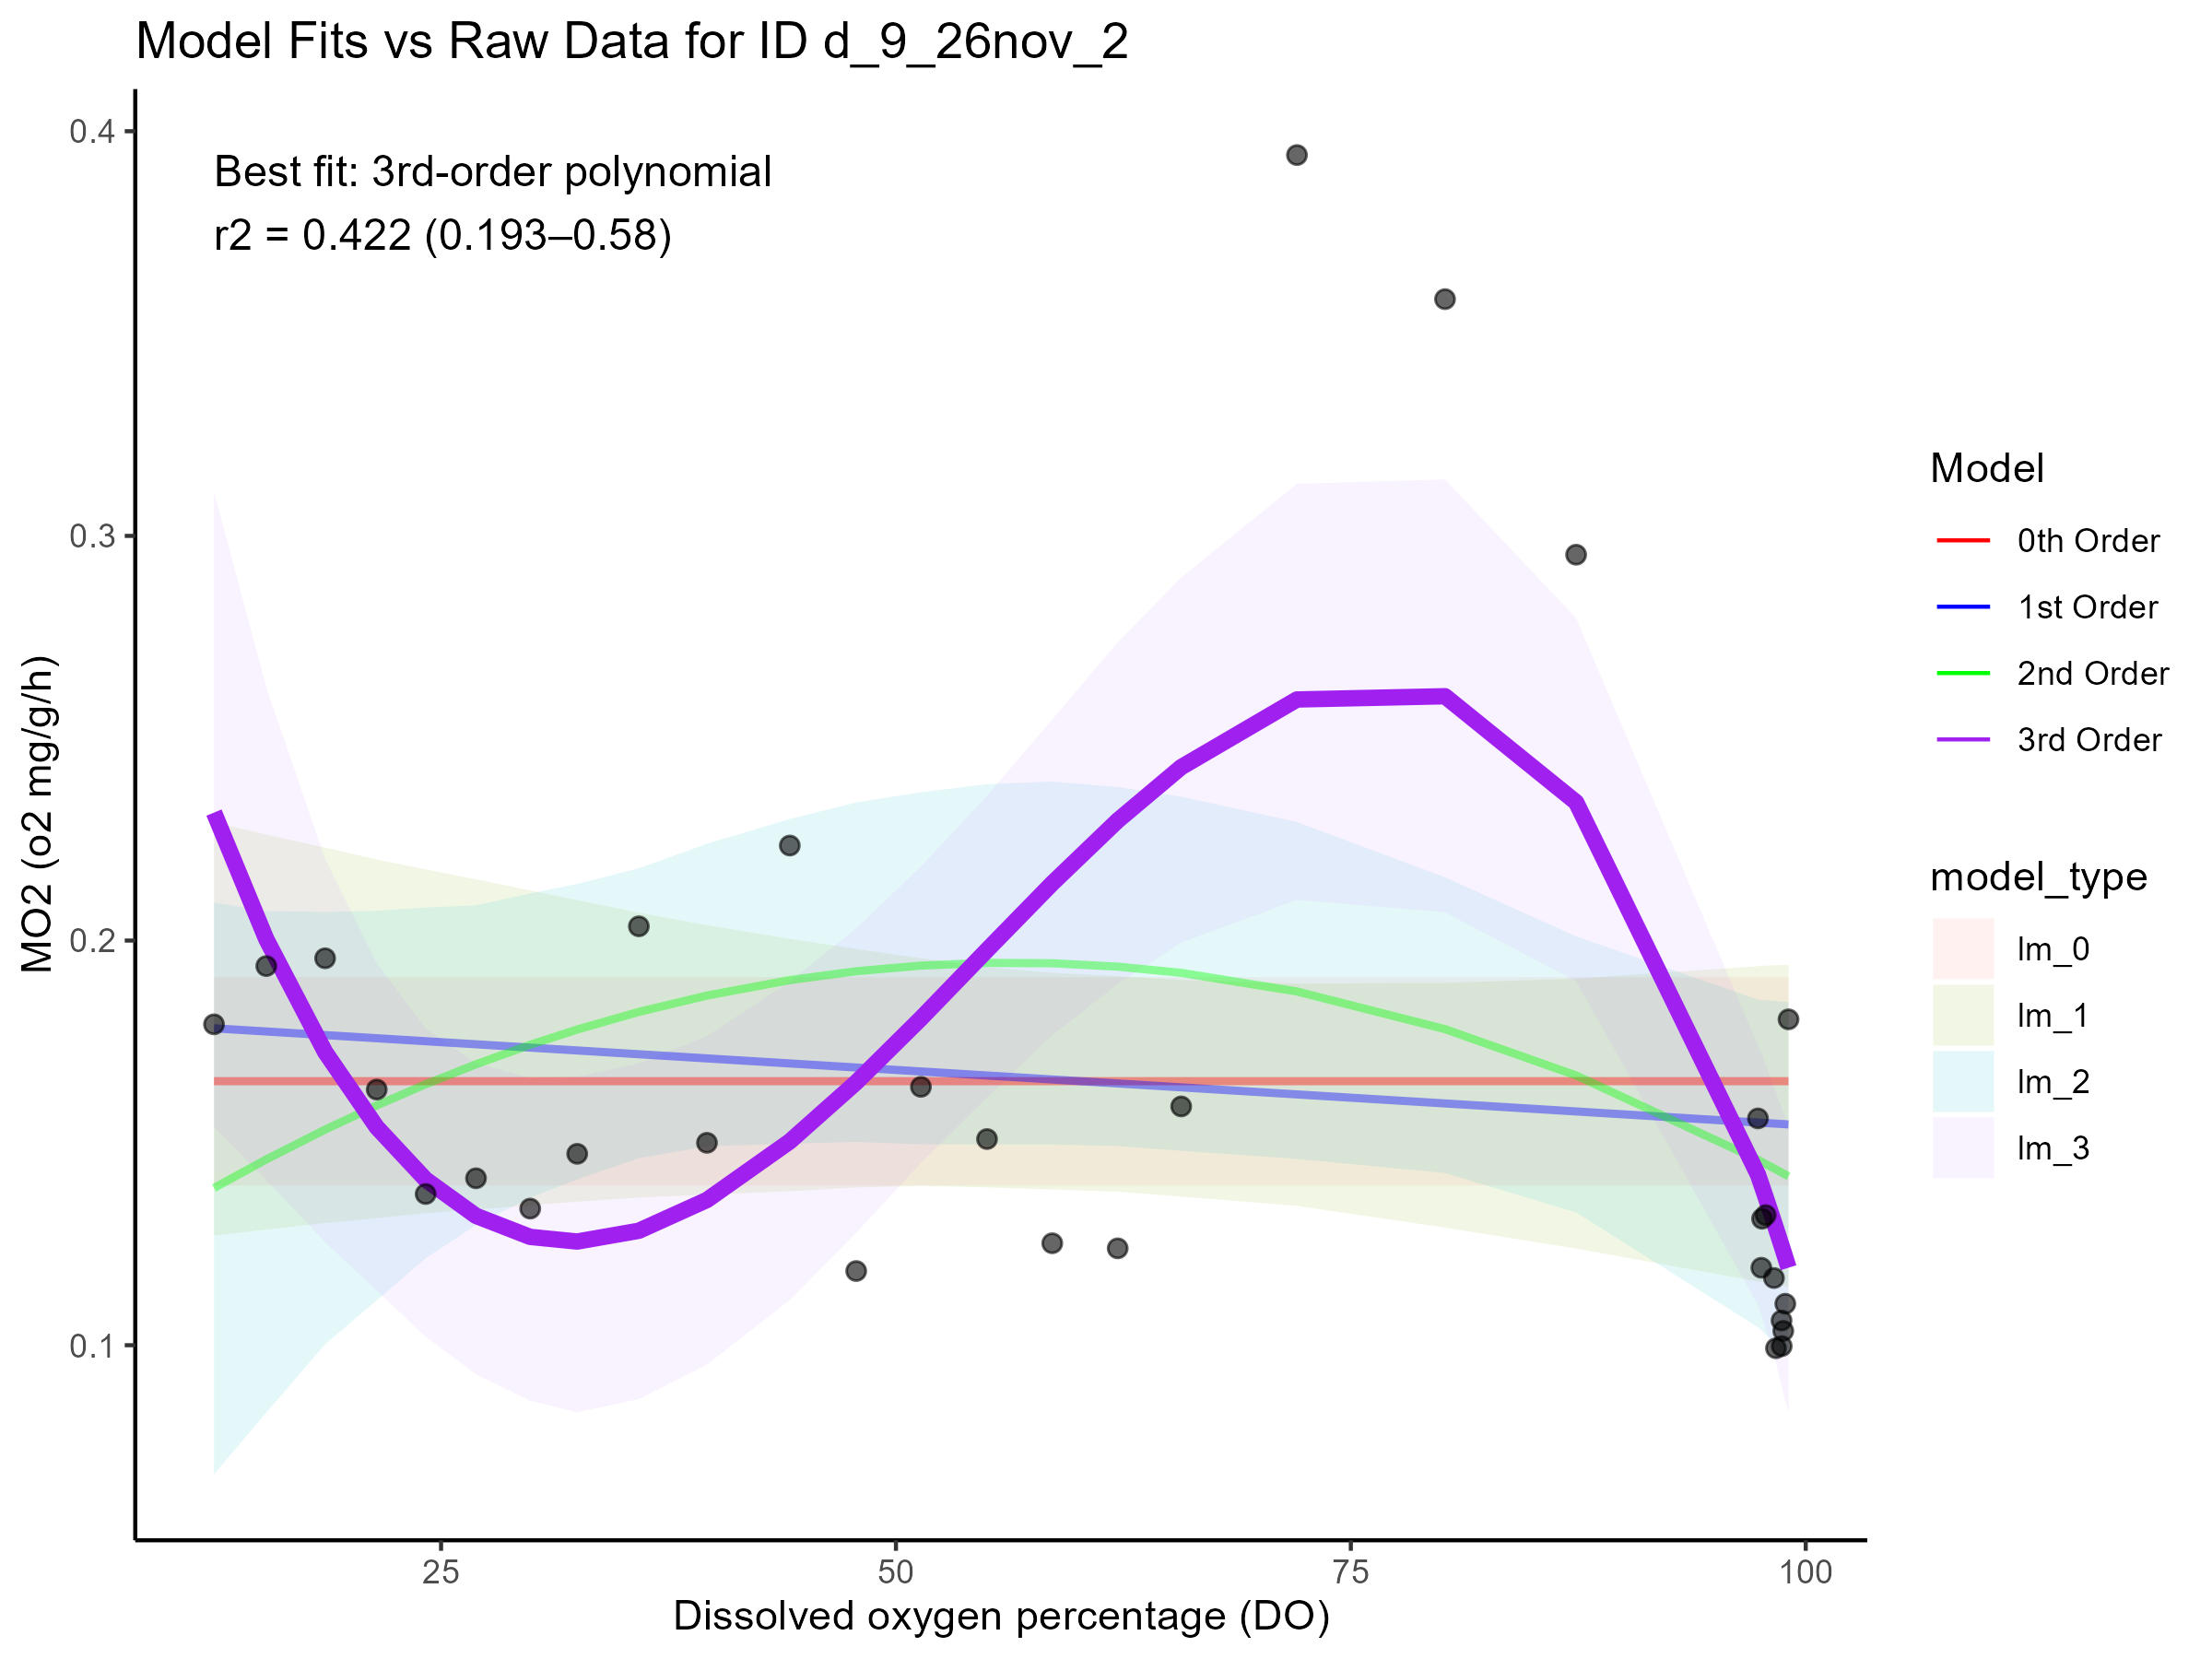 Model Fits vs Raw Data for ID d_9_26nov_2
Best fit: 3rd-order polynomial
r2 = 0.422 (0.193–0.58)
0.4
0.3
0.2
0.1
MO2 (o2 mg/g/h)
25
50
75
100
Dissolved oxygen percentage (DO)
Model
0th Order
1st Order
2nd Order
3rd Order
model_type
lm_0
lm_1
lm_2
lm_3